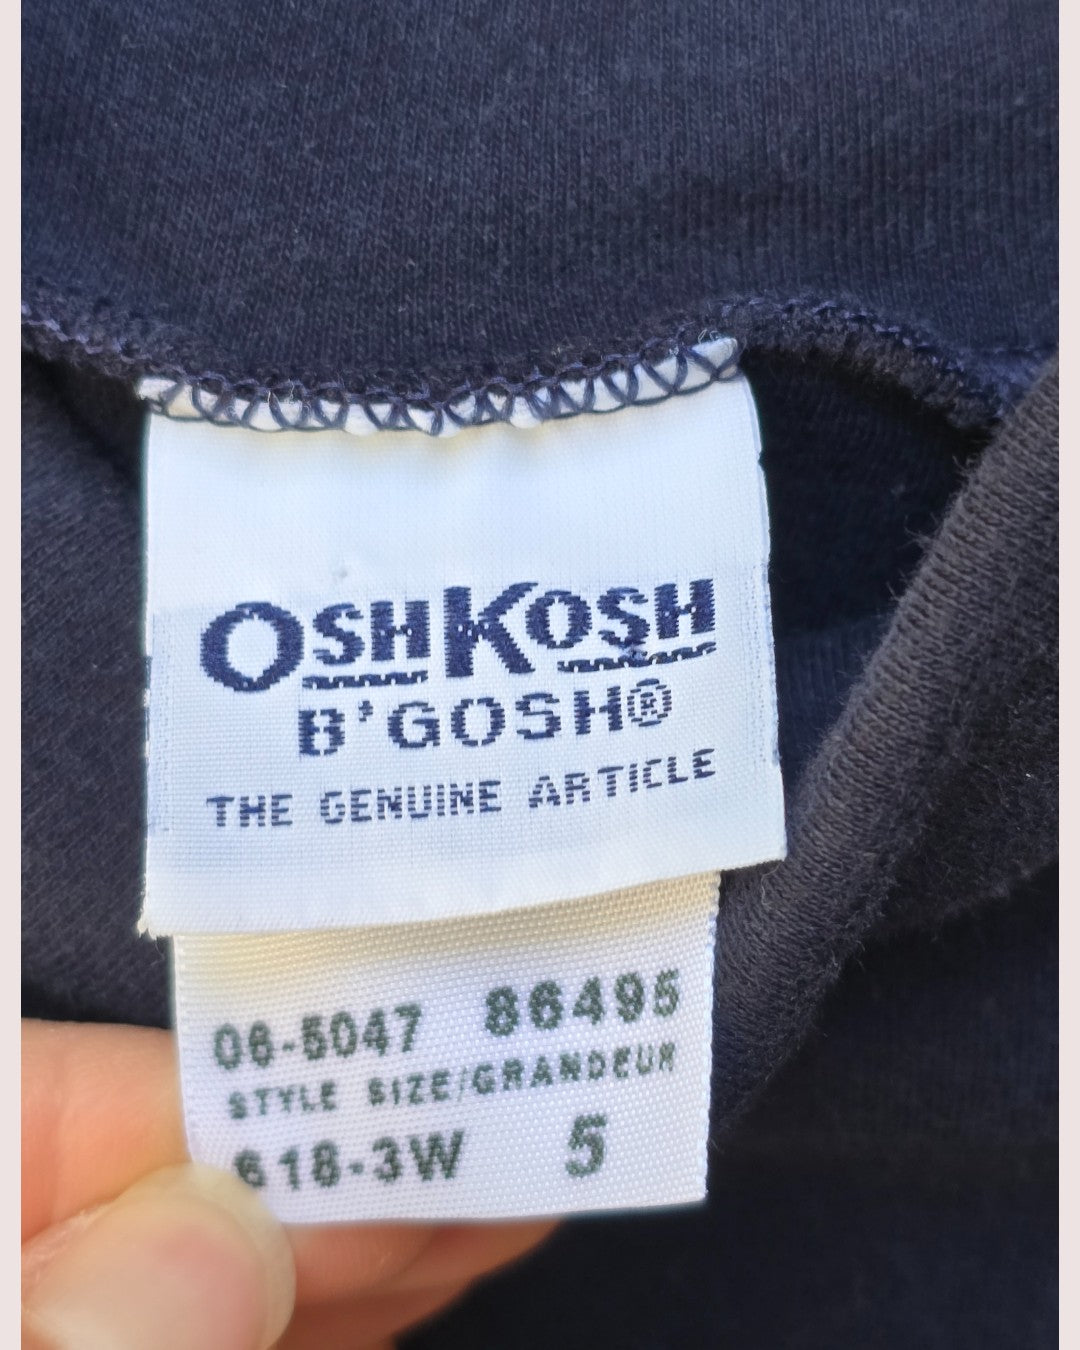 OSHKOSH
B'GOSH®
THE GENUINE ARTICLE
06-5047 86495
STYLE SIZE/GRANDEUR
618-3W 5